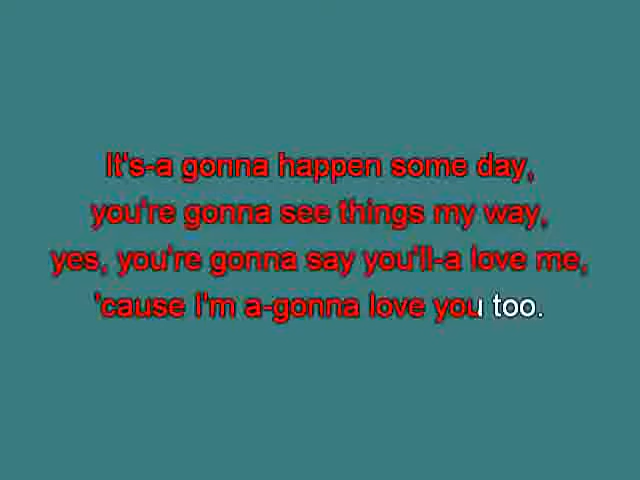 It's-a gonna happen some day,
you're gonna see things my way,
yes, you're gonna say you'll-a love me,
'cause I'm a-gonna love you too.